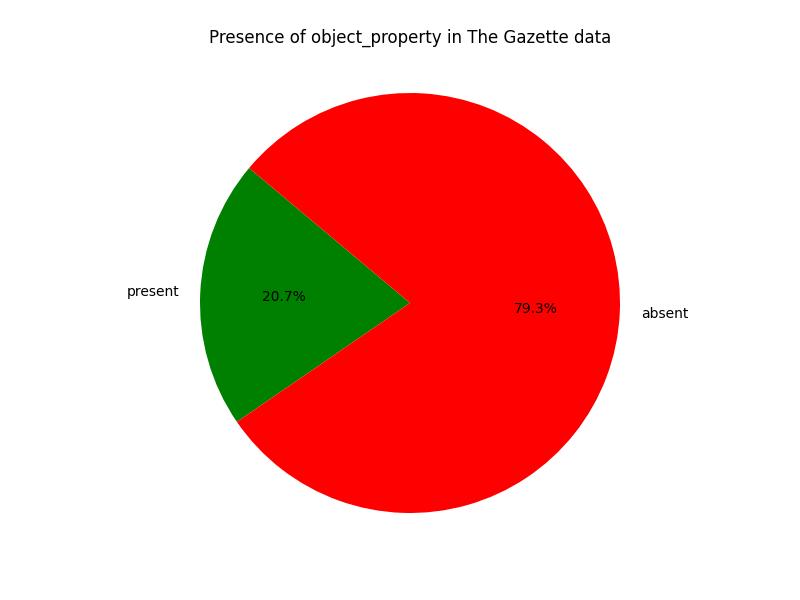 Presence of object_property in The Gazette data
present
20.7%
79.3%
absent